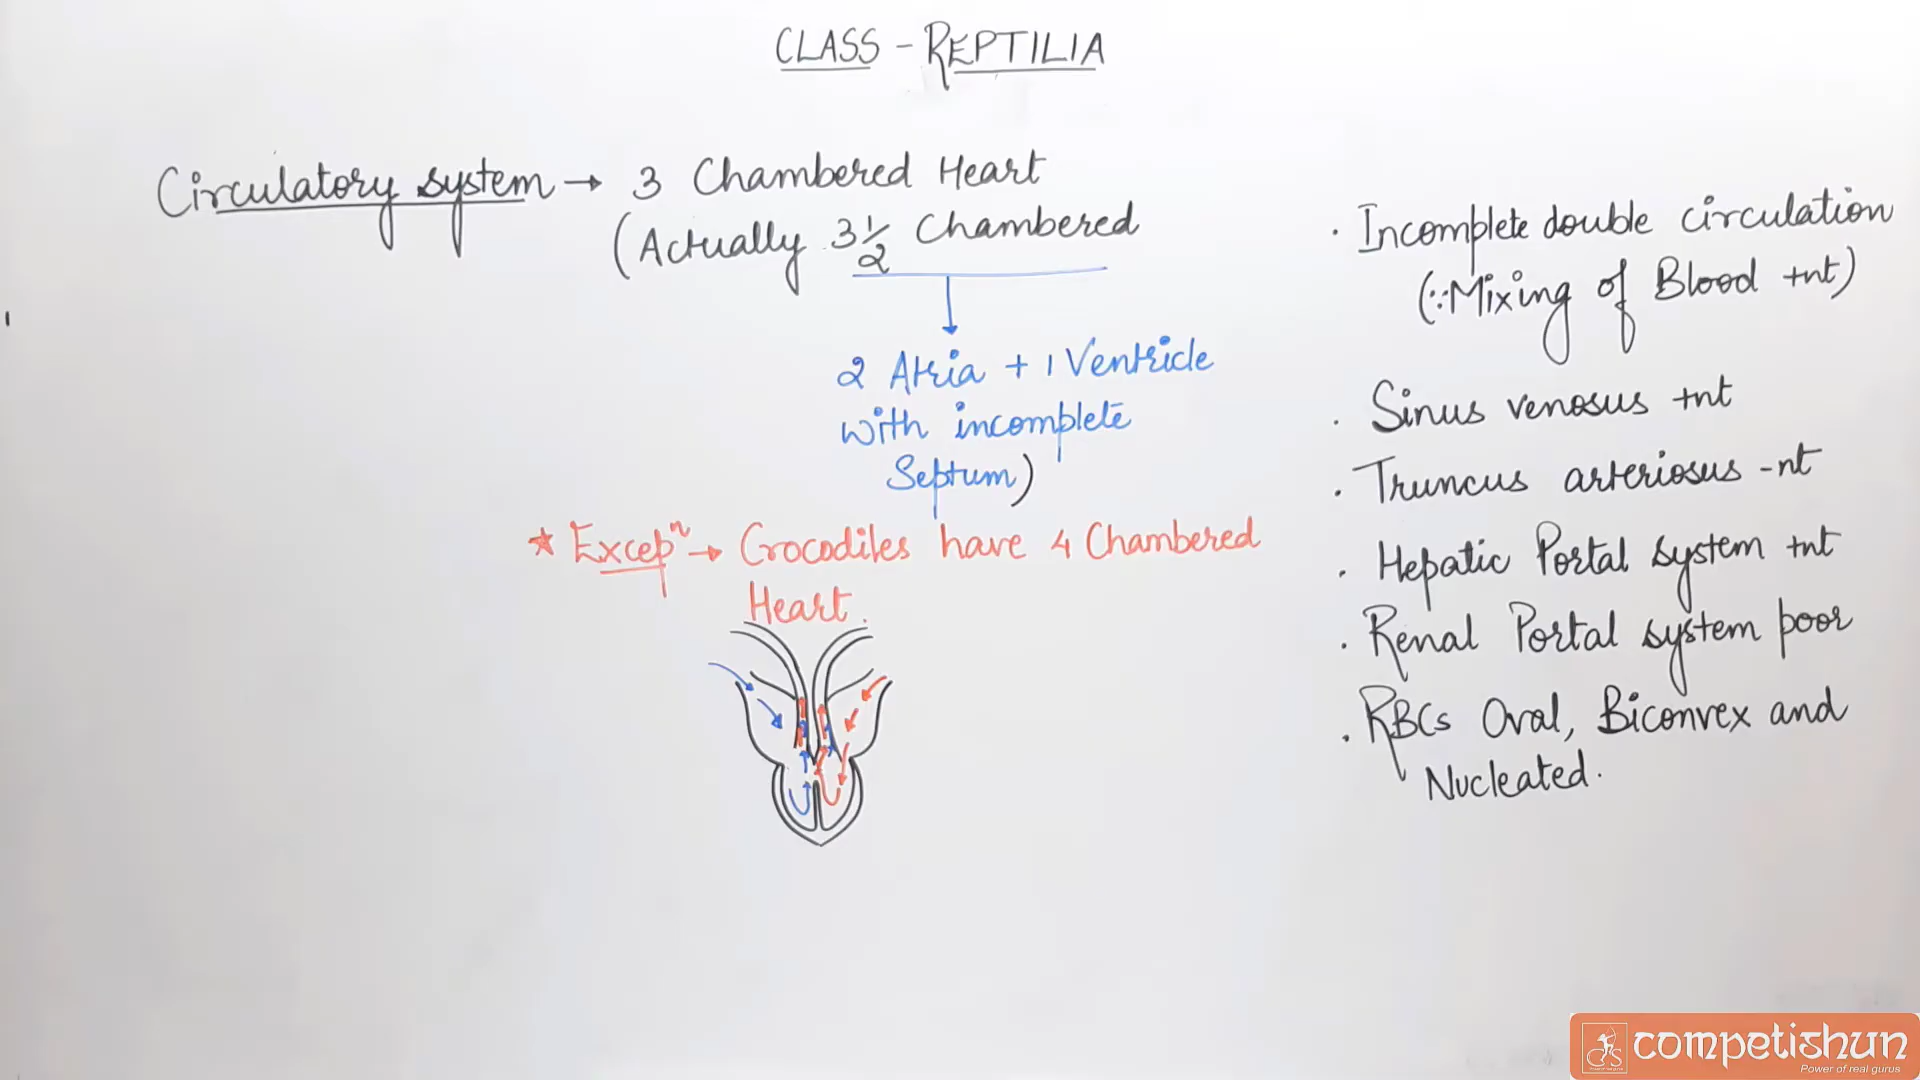 CLASS - REPTILIA
Circulatory system → 3 Chambered Heart
(Actually 3 1/2 Chambered
2 Atria + 1 Ventricle
with incomplete
Septum)
* Excepⁿ → Crocodiles have 4 Chambered
Heart.
· Incomplete double circulation
(∵ Mixing of Blood +nt)
· Sinus venosus +nt
· Truncus arteriosus -nt
· Hepatic Portal system +nt
· Renal Portal system poor
· RBCs Oval, Biconvex and
Nucleated.
competishun
Power of real gurus